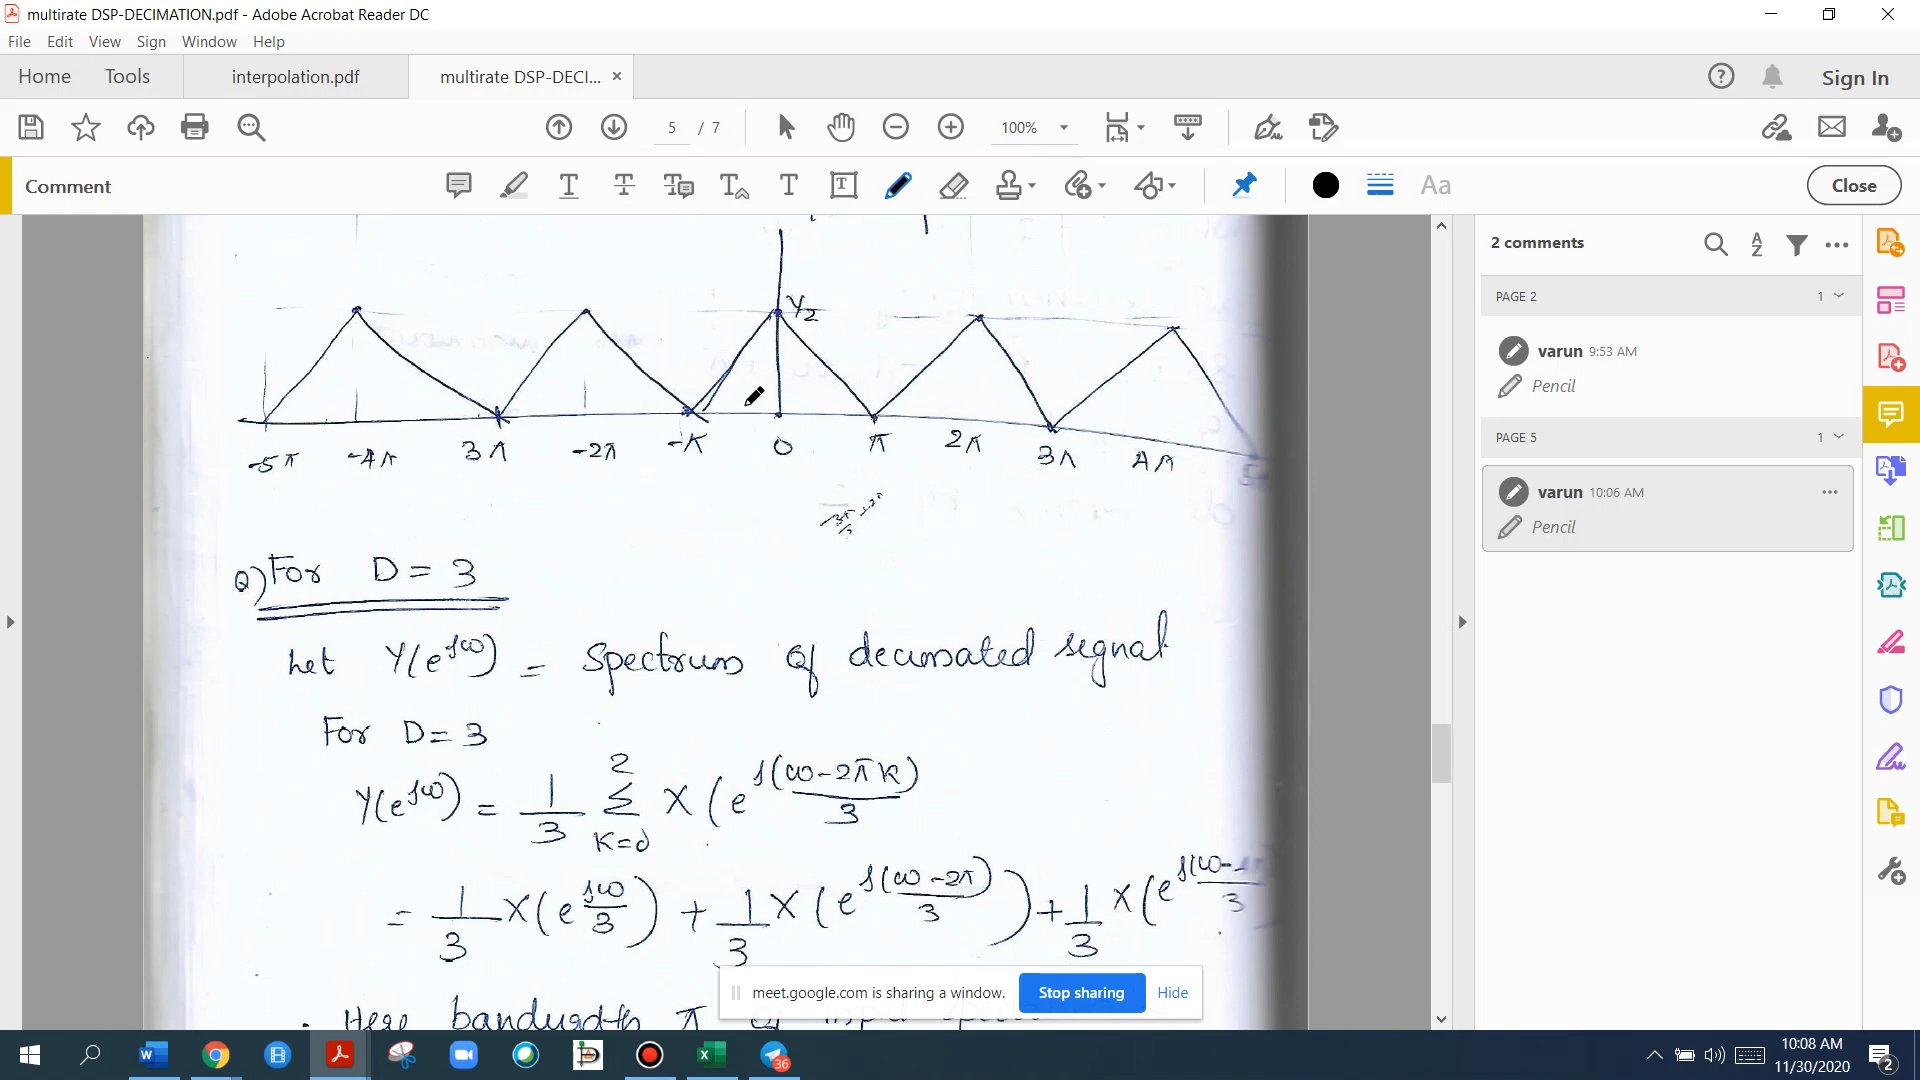 multirate DSP-DECIMATION.pdf - Adobe Acrobat Reader DC
File Edit View Sign Window Help
Home Tools interpolation.pdf multirate DSP-DECI... × Sign In
5 / 7 100%
Comment Close
2 comments
PAGE 2 1
varun 9:53 AM
Pencil
PAGE 5 1
varun 10:06 AM
Pencil
Y2
-5π -4π 3π -2π -π 0 π 2π 3π 4π
Q) For D = 3
Let Y(e^jω) = Spectrum of decimated signal
For D = 3
Y(e^jω) = 1/3 Σ_{K=0}^{2} X(e^j(ω-2πk)/3
= 1/3 X(e^jω/3) + 1/3 X(e^j(ω-2π)/3) + 1/3 X(e^j(ω-
Here bandwidth π of
meet.google.com is sharing a window. Stop sharing Hide
36
10:08 AM
11/30/2020
2